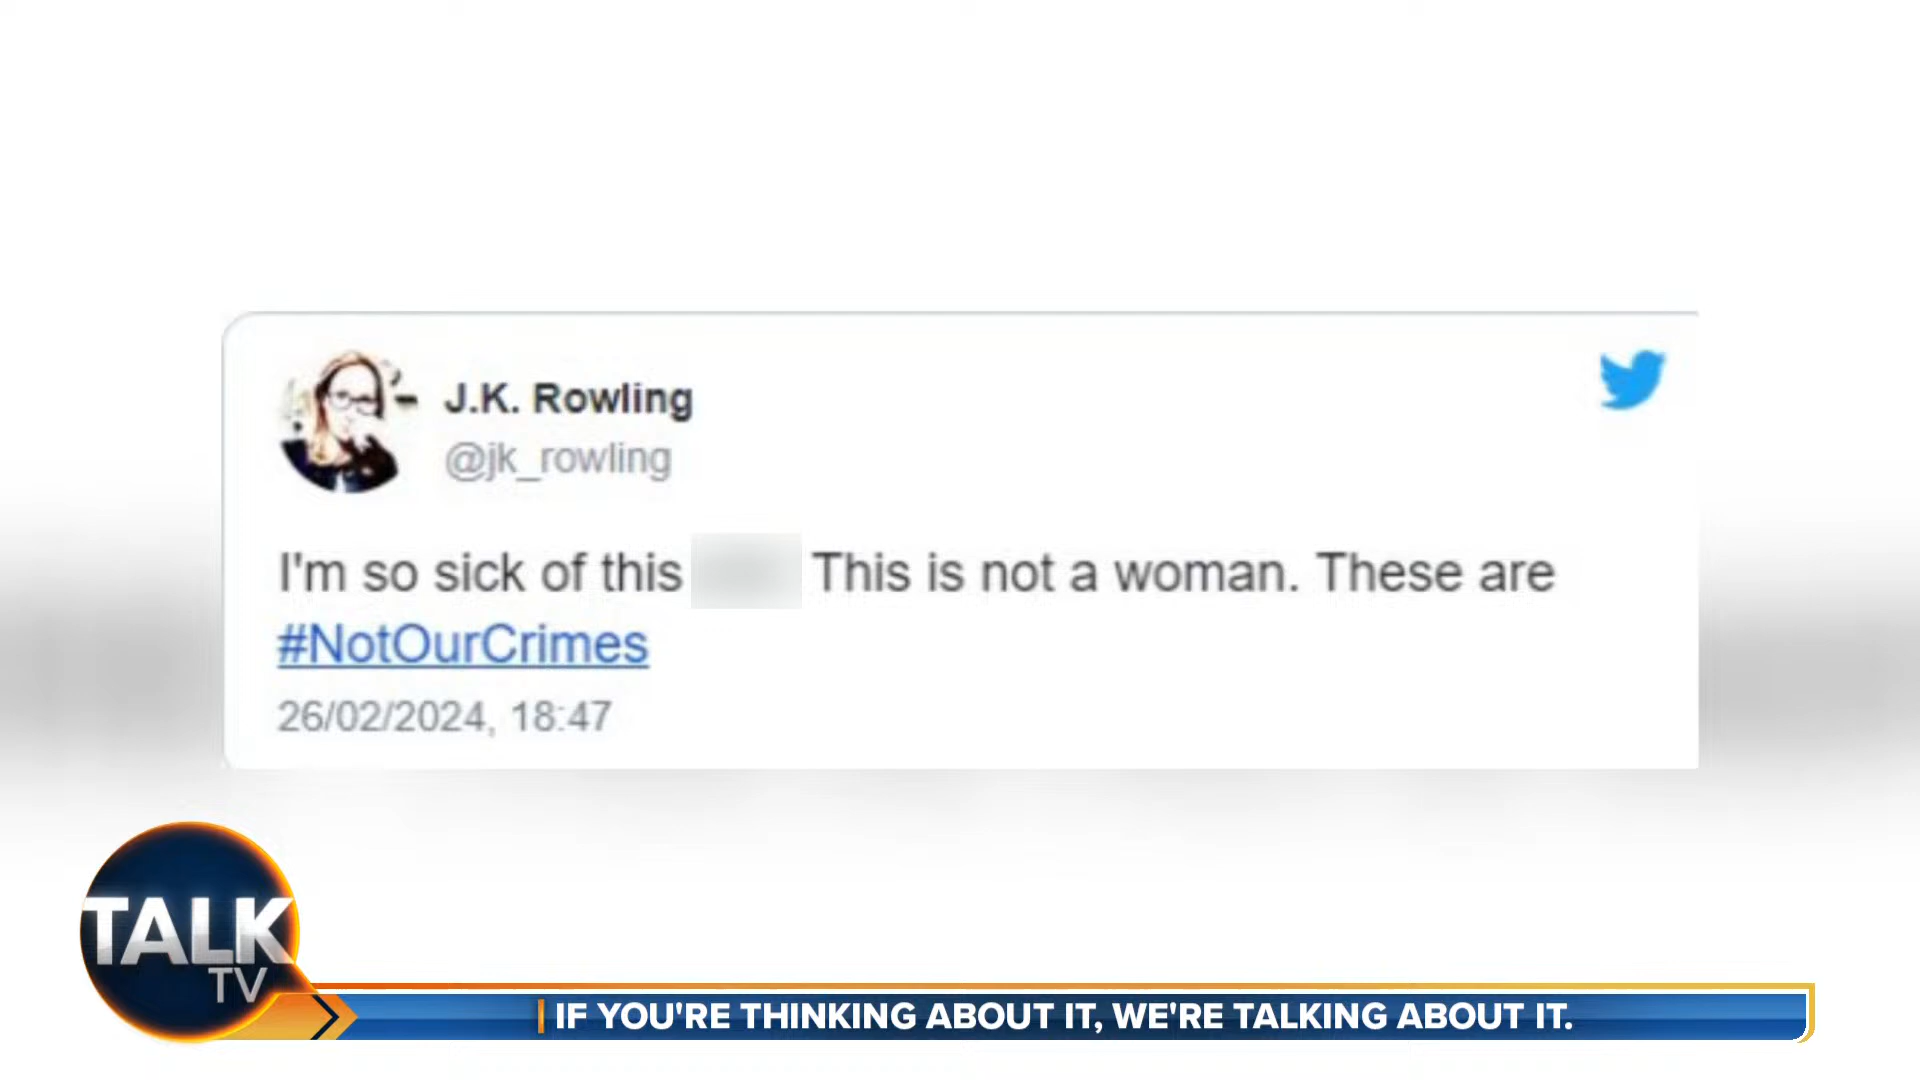 J.K. Rowling
@jk_rowling
I'm so sick of this This is not a woman. These are
#NotOurCrimes
26/02/2024, 18:47
TALK
TV
IF YOU'RE THINKING ABOUT IT, WE'RE TALKING ABOUT IT.